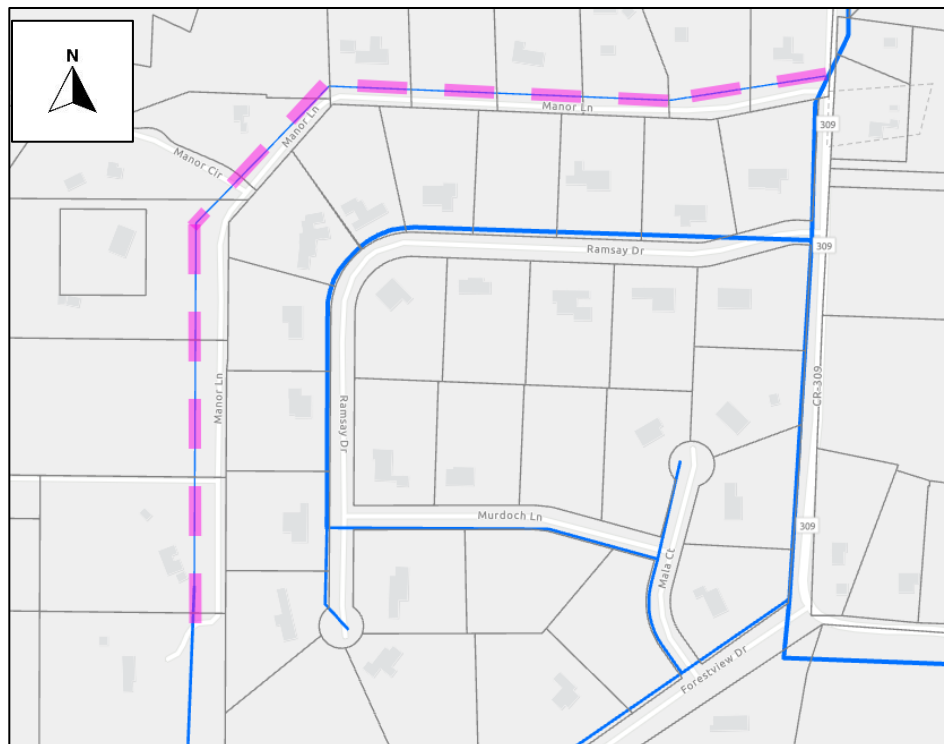 N
Manor Ln
309
Manor Ln
Manor Cir
309
Ramsay Dr
Manor Ln
CR-309
Ramsay Dr
Murdoch Ln
309
Mala Ct
Forestview Dr